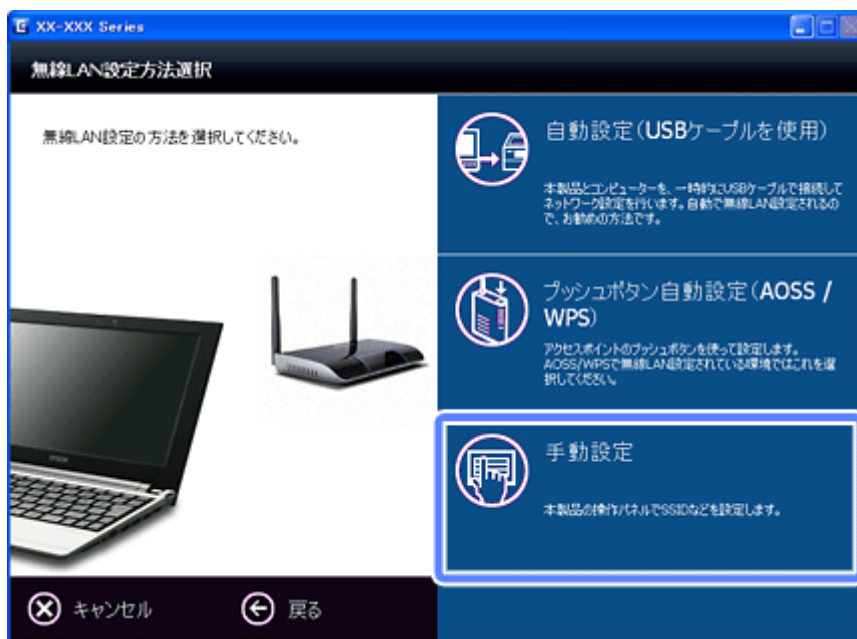 XX-XXX Series
無線LAN設定方法選択
無線LAN設定の方法を選択してください。
自動設定(USBケーブルを使用)
本製品とコンピューターを、一時的にUSBケーブルで接続して
ネットワーク設定を行います。自動で無線LAN設定されるの
で、お勧めの方法です。
プッシュボタン自動設定(AOSS /
WPS)
アクセスポイントのプッシュボタンを使って設定します。
AOSS/WPSで無線LAN設定されている環境ではこれを選
択してください。
手動設定
本製品の操作パネルでSSIDなどを設定します。
EPSON
キャンセル
戻る